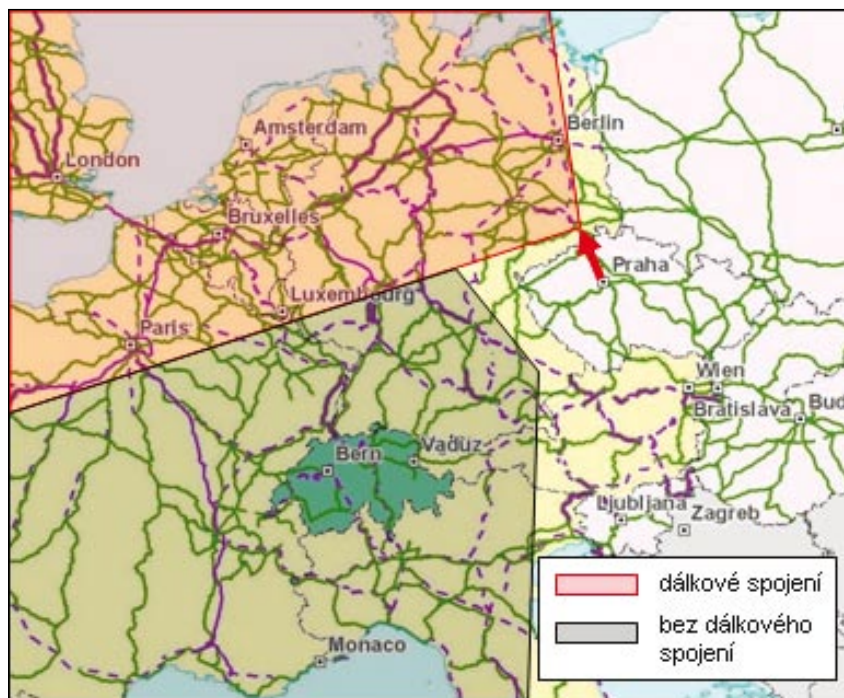 Berlin
Amsterdam
London
Bruxelles
Praha
Luxembourg
Paris
Wien
Bratislava
Bud
Vaduz
Bern
Ljubljana
Zagreb
Monaco
dálkové spojení
bez dálkového
spojení